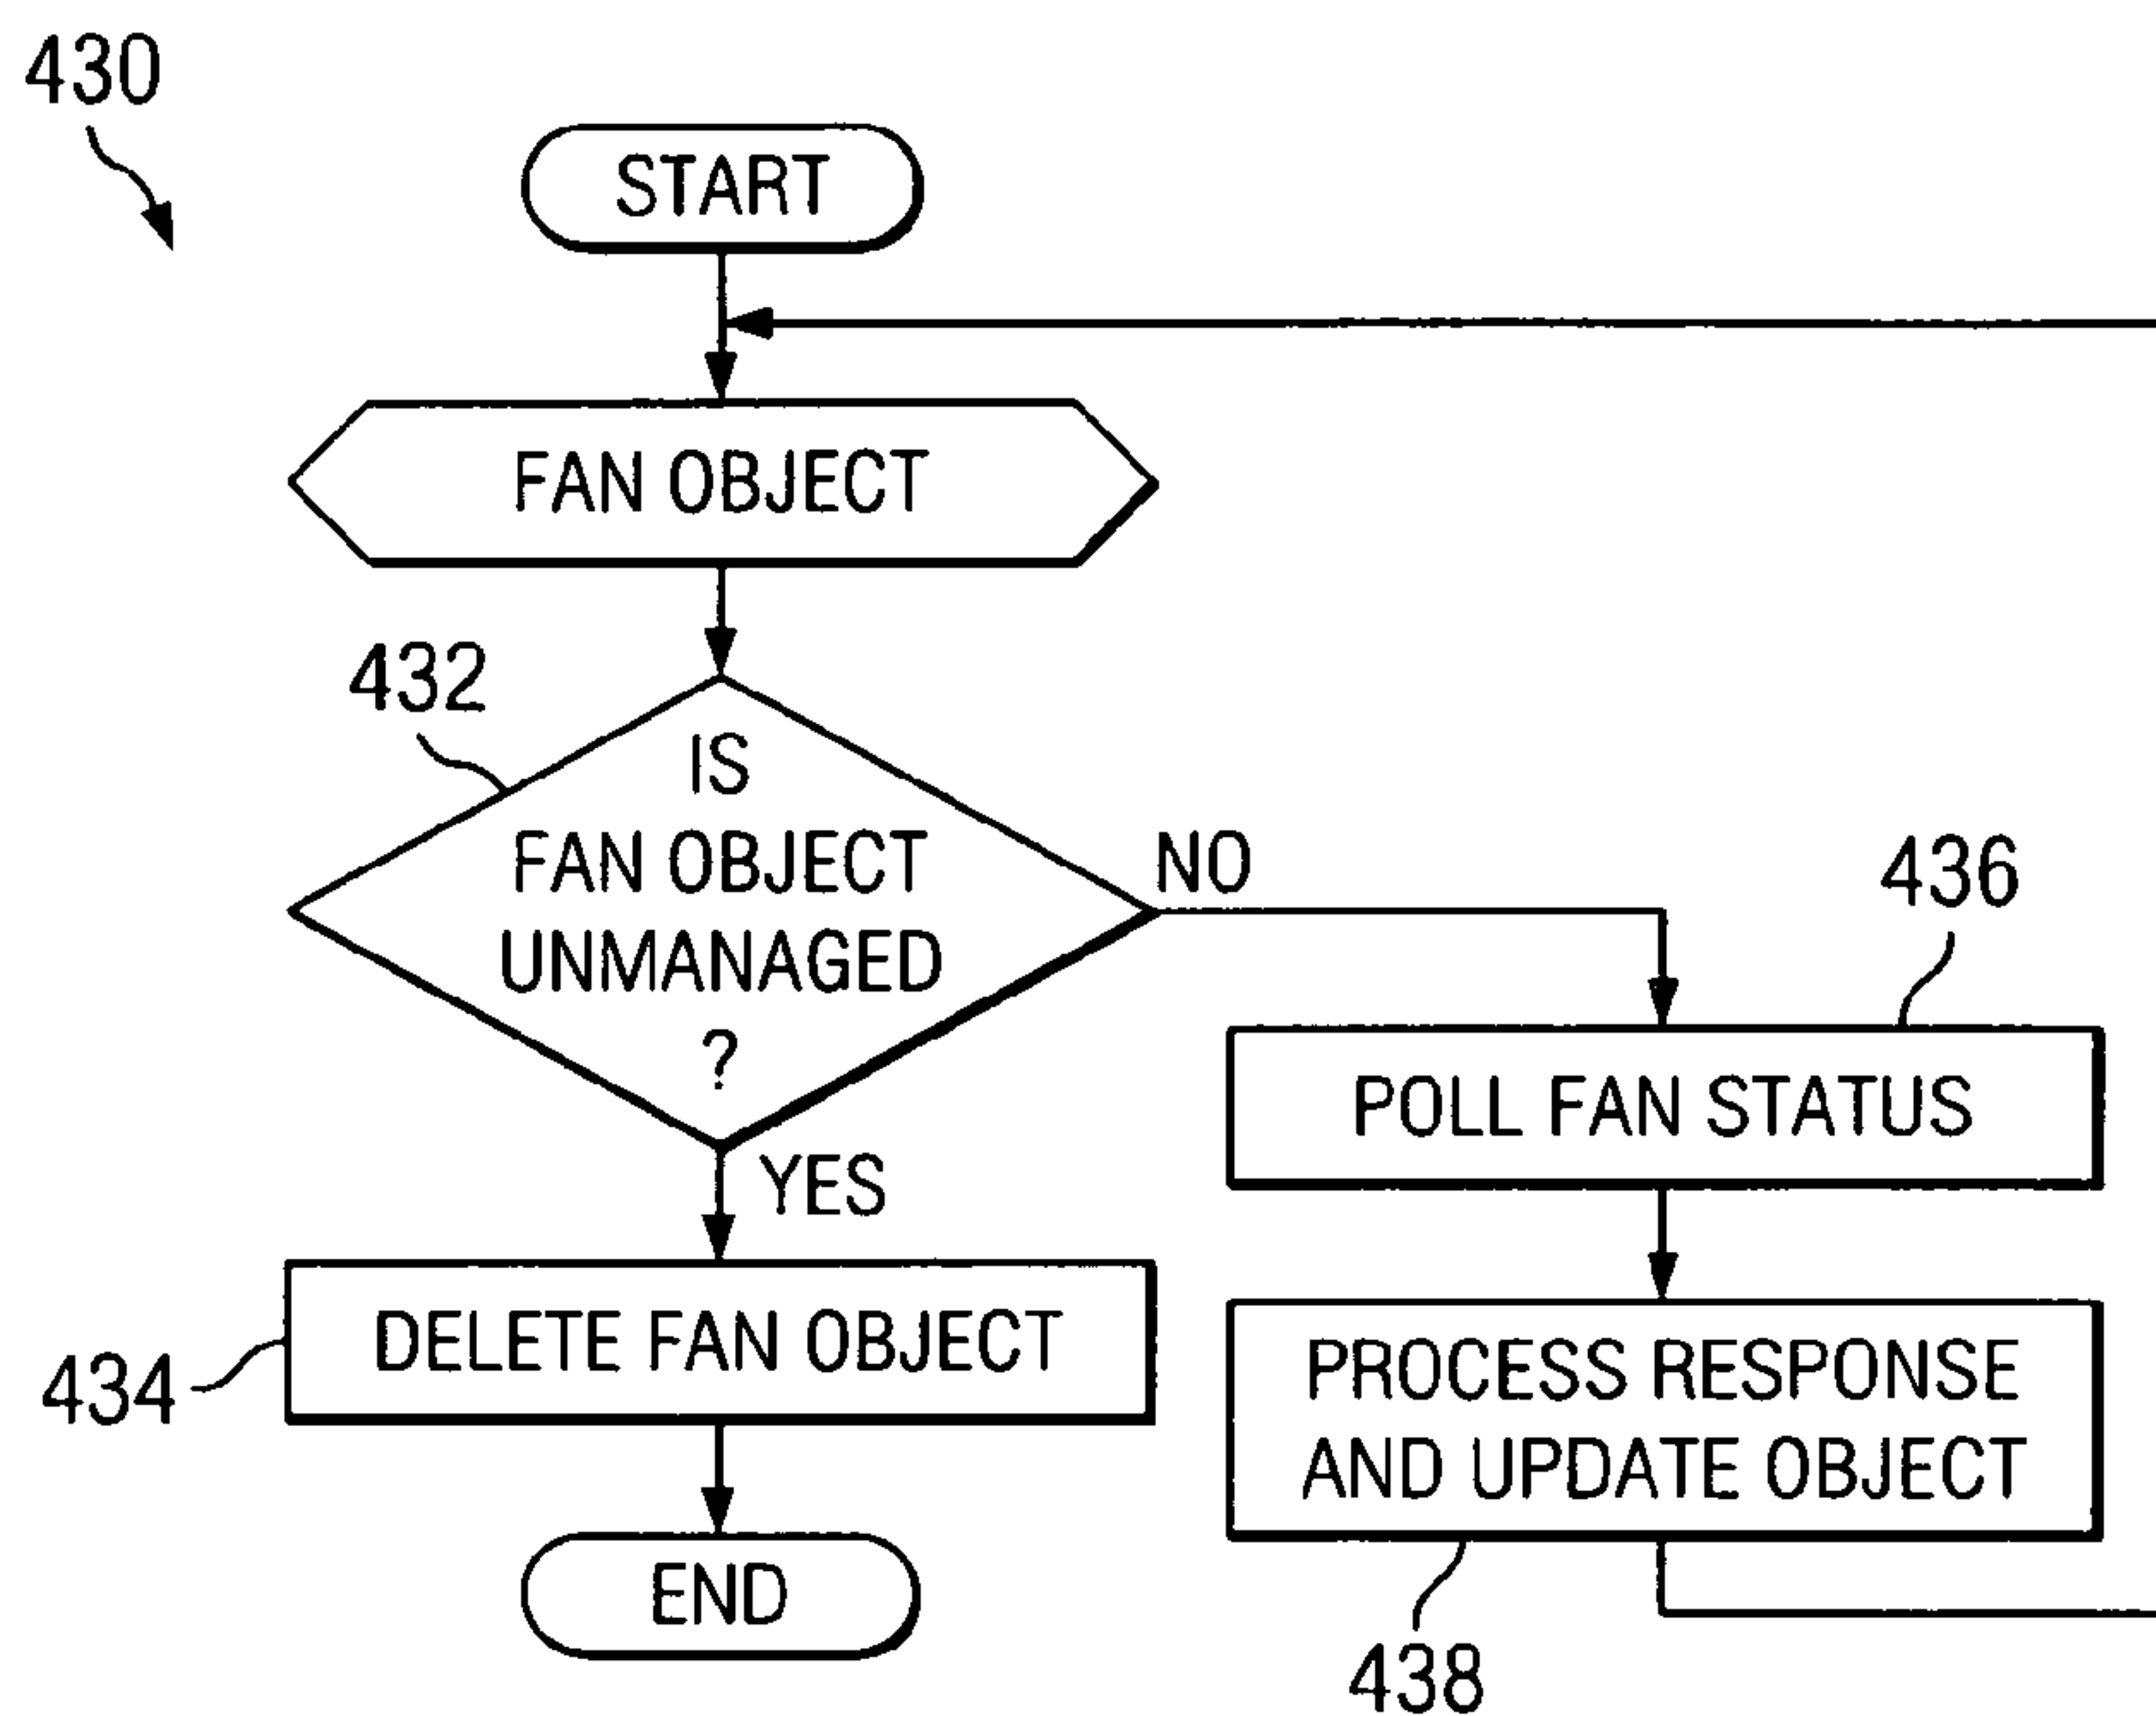 430
START
FAN OBJECT
432
IS
FAN OBJECT
UNMANAGED
?
NO
YES
436
POLL FAN STATUS
434
DELETE FAN OBJECT
PROCESS RESPONSE
AND UPDATE OBJECT
END
438